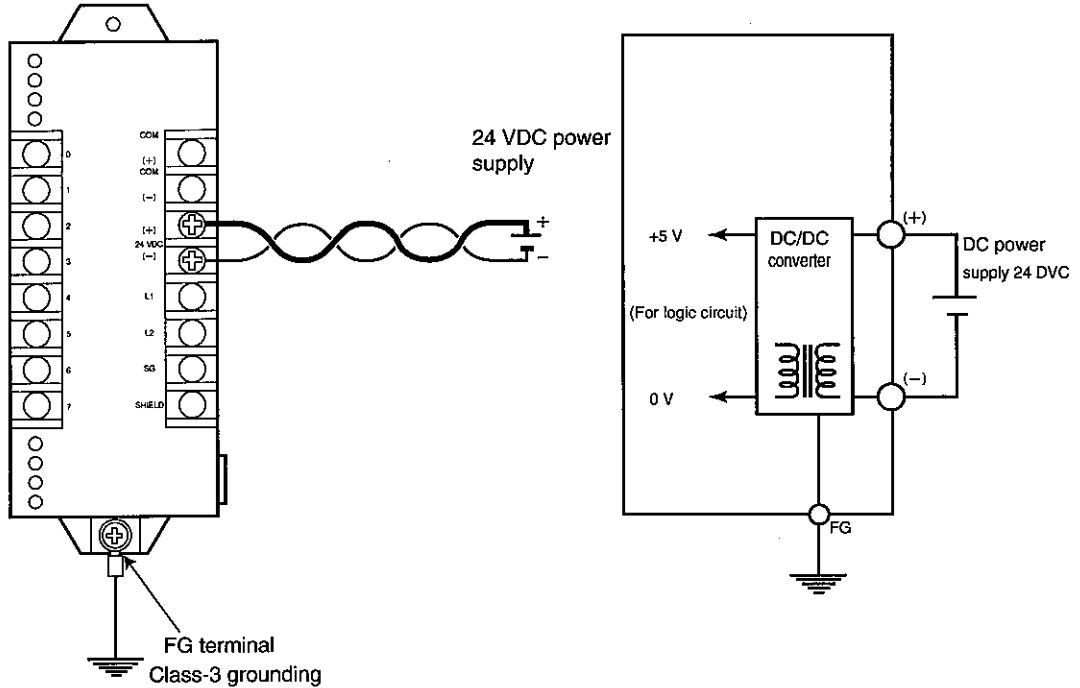 COM
0
(+)
COM
1
(−)
2
(+)
24 VDC
3
(−)
4
L1
5
L2
6
SG
7
SHIELD
24 VDC power
supply
+
−
FG terminal
Class-3 grounding
+5 V
DC/DC
converter
(For logic circuit)
0 V
(+)
DC power
supply 24 DVC
(−)
FG